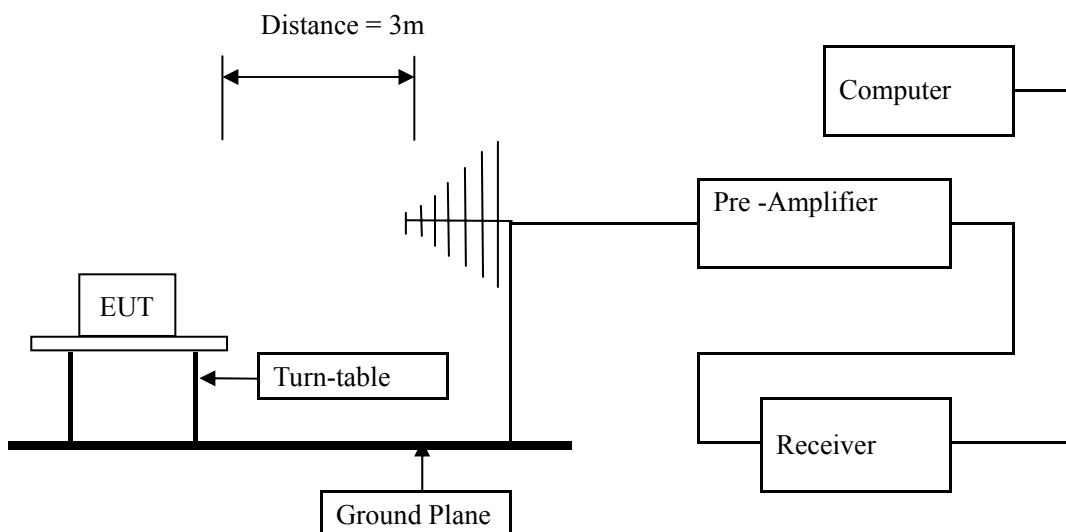 Distance = 3m
Computer
Pre -Amplifier
EUT
Turn-table
Receiver
Ground Plane